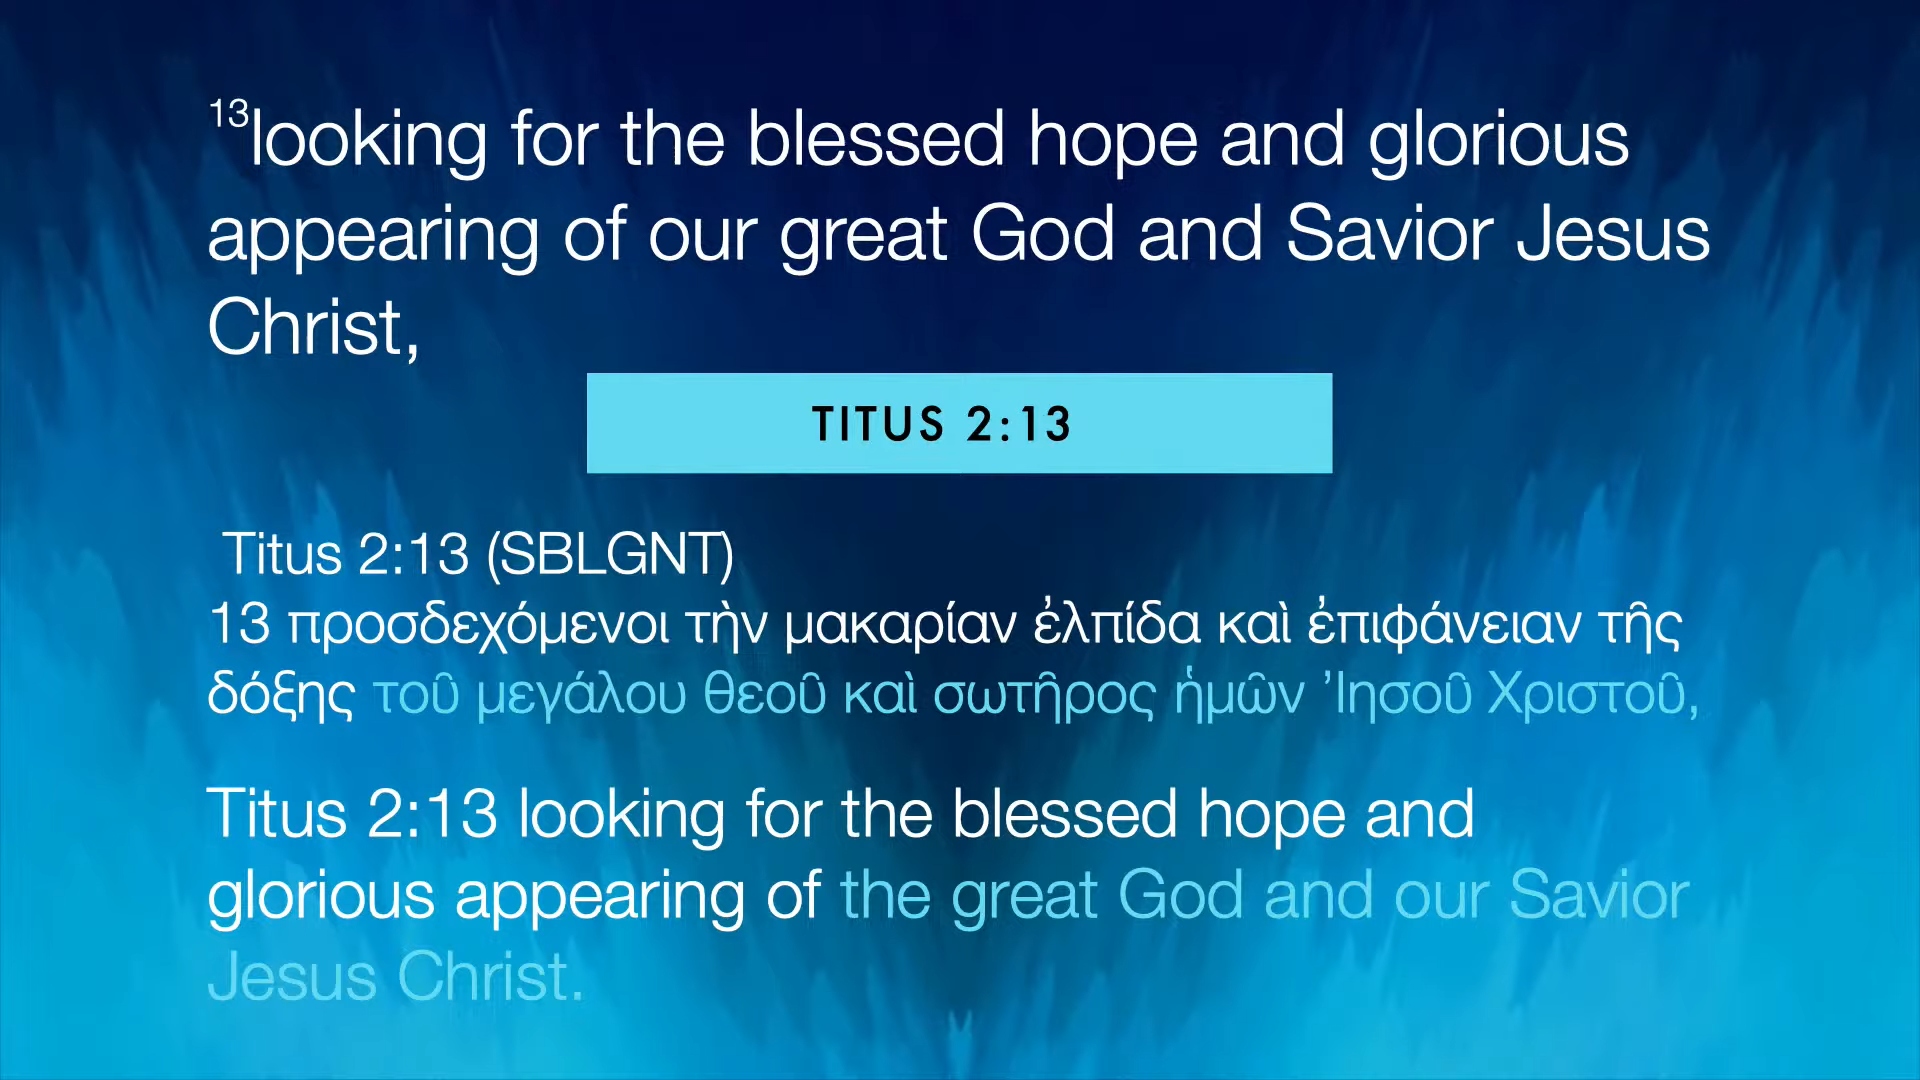 ¹³looking for the blessed hope and glorious
appearing of our great God and Savior Jesus
Christ,
TITUS 2:13
Titus 2:13 (SBLGNT)
13 προσδεχόμενοι τὴν μακαρίαν ἐλπίδα καὶ ἐπιφάνειαν τῆς
δόξης τοῦ μεγάλου θεοῦ καὶ σωτῆρος ἡμῶν Ἰησοῦ Χριστοῦ,
Titus 2:13 looking for the blessed hope and
glorious appearing of the great God and our Savior
Jesus Christ.